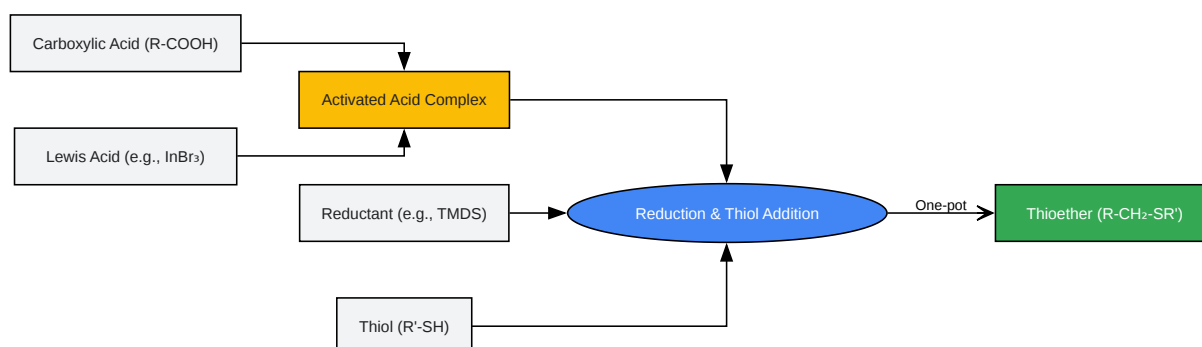 Carboxylic Acid (R-COOH)
Activated Acid Complex
Lewis Acid (e.g., InBr₃)
Reductant (e.g., TMDS)
Reduction & Thiol Addition
One-pot
Thioether (R-CH₂-SR')
Thiol (R'-SH)